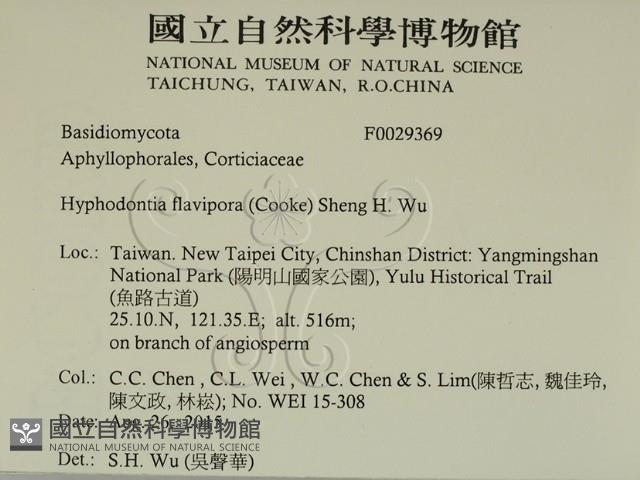 國立自然科學博物館
NATIONAL MUSEUM OF NATURAL SCIENCE
TAICHUNG, TAIWAN, R.O.CHINA
Basidiomycota F0029369
Aphyllophorales, Corticiaceae
Hyphodontia flavipora (Cooke) Sheng H. Wu
Loc.: Taiwan. New Taipei City, Chinshan District: Yangmingshan
National Park (陽明山國家公園), Yulu Historical Trail
(魚路古道)
25.10.N, 121.35.E; alt. 516m;
on branch of angiosperm
Col.: C.C. Chen , C.L. Wei , W.C. Chen & S. Lim(陳哲志, 魏佳玲,
陳文政, 林崧); No. WEI 15-308
Date: Aug. 26, 2015
國立自然科學博物館
NATIONAL MUSEUM OF NATURAL SCIENCE
Det.: S.H. Wu (吳聲華)